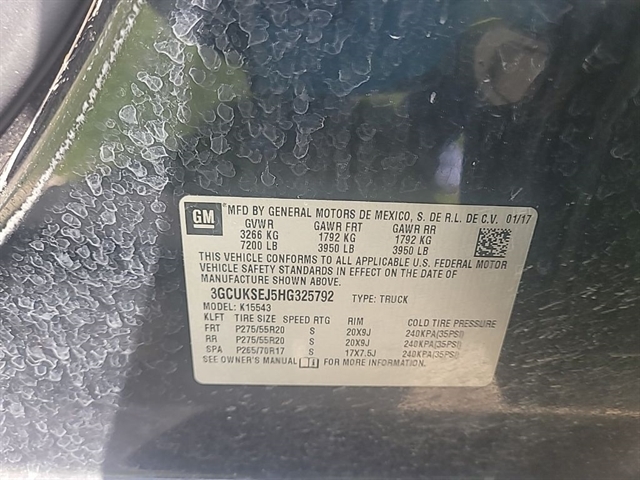 GM MFD BY GENERAL MOTORS DE MEXICO, S. DE R.L. DE C.V. 01/17
GVWR GAWR FRT GAWR RR
3266 KG 1792 KG 1792 KG
7200 LB 3950 LB 3950 LB
THIS VEHICLE CONFORMS TO ALL APPLICABLE U.S. FEDERAL MOTOR
VEHICLE SAFETY STANDARDS IN EFFECT ON THE DATE OF
MANUFACTURE SHOWN ABOVE.
3GCUKSEJ5HG325792 TYPE: TRUCK
MODEL: K15543
KLFT TIRE SIZE SPEED RTG RIM COLD TIRE PRESSURE
FRT P275/55R20 S 20X9J 240KPA(35PSI)
RR P275/55R20 S 20X9J 240KPA(35PSI)
SPA P265/70R17 S 17X7.5J 240KPA(35PSI)
SEE OWNER'S MANUAL FOR MORE INFORMATION.